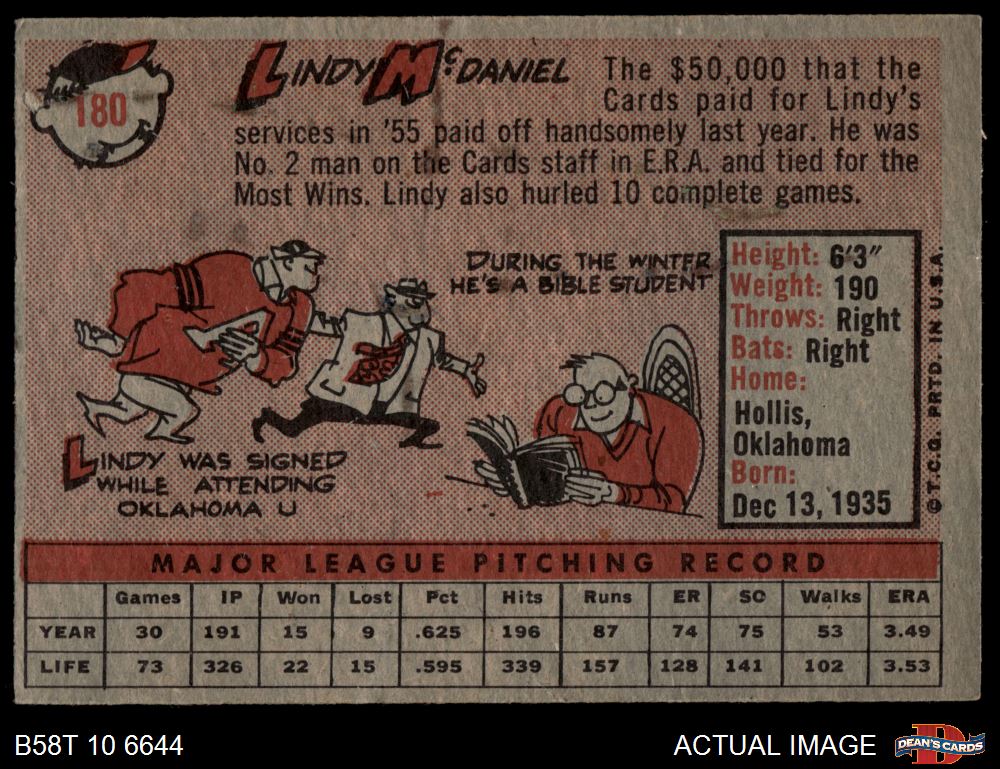 180
LINDY McDANIEL
The $50,000 that the
Cards paid for Lindy's
services in '55 paid off handsomely last year. He was
No. 2 man on the Cards staff in E.R.A. and tied for the
Most Wins. Lindy also hurled 10 complete games.
DURING THE WINTER
HE'S A BIBLE STUDENT
LINDY WAS SIGNED
WHILE ATTENDING
OKLAHOMA U
Height: 6'3"
Weight: 190
Throws: Right
Bats: Right
Home:
Hollis,
Oklahoma
Born:
Dec 13, 1935
© T.C.G. PRTD. IN U.S.A.
MAJOR LEAGUE PITCHING RECORD
Games IP Won Lost Pct Hits Runs ER SO Walks ERA
YEAR 30 191 15 9 .625 196 87 74 75 53 3.49
LIFE 73 326 22 15 .595 339 157 128 141 102 3.53
B58T 10 6644
ACTUAL IMAGE
D
DEAN'S CARDS